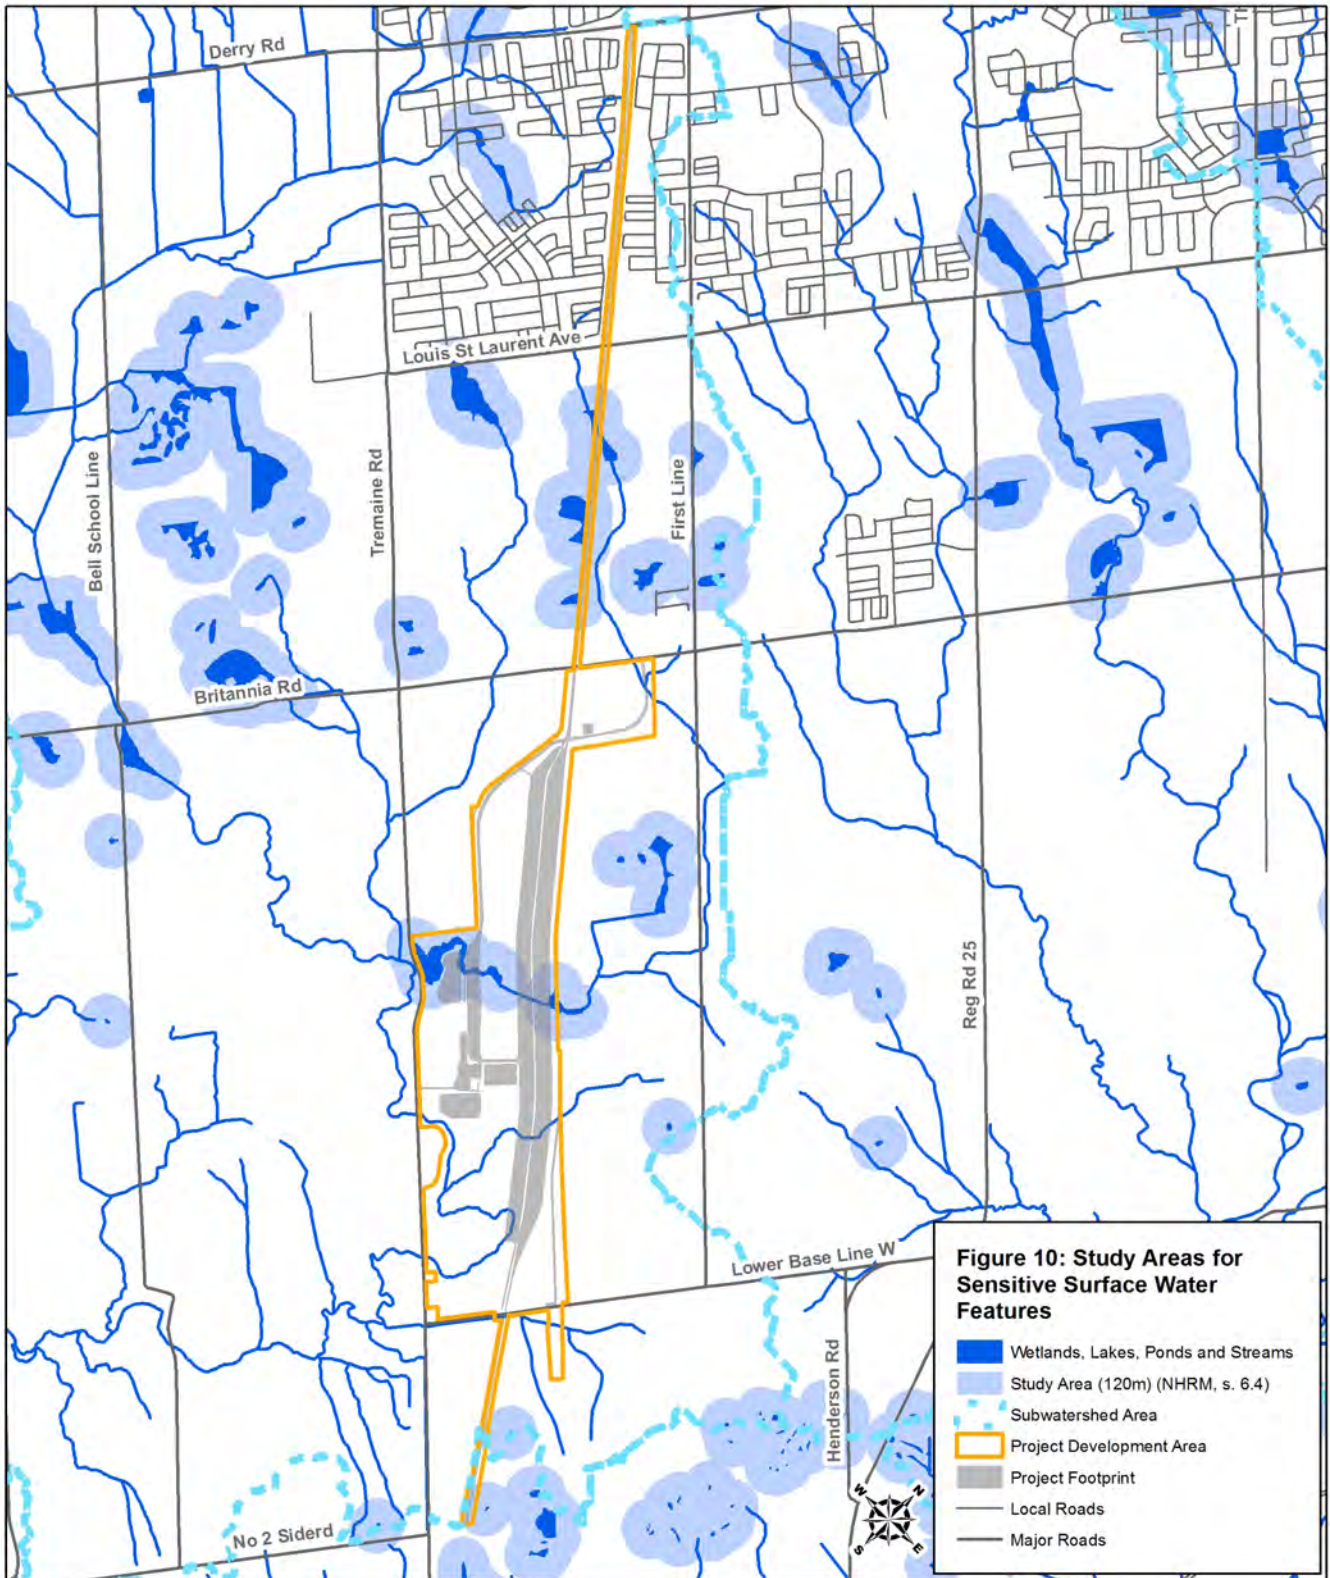 Derry Rd
Louis St Laurent Ave
Bell School Line
Tremaine Rd
First Line
Britannia Rd
Reg Rd 25
Lower Base Line W
Henderson Rd
No 2 Siderd
Figure 10: Study Areas for
Sensitive Surface Water
Features
Wetlands, Lakes, Ponds and Streams
Study Area (120m) (NHRM, s. 6.4)
Subwatershed Area
Project Development Area
Project Footprint
Local Roads
Major Roads
W
N
S
E